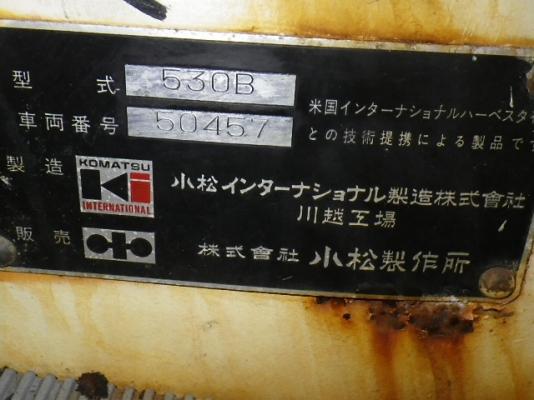 型式 530B
車両番号 50457
米国インターナショナルハーベスタ
との技術提携による製品で
製造 KOMATSU INTERNATIONAL
小松インターナショナル製造株式會社
川越工場
販売 株式會社 小松製作所